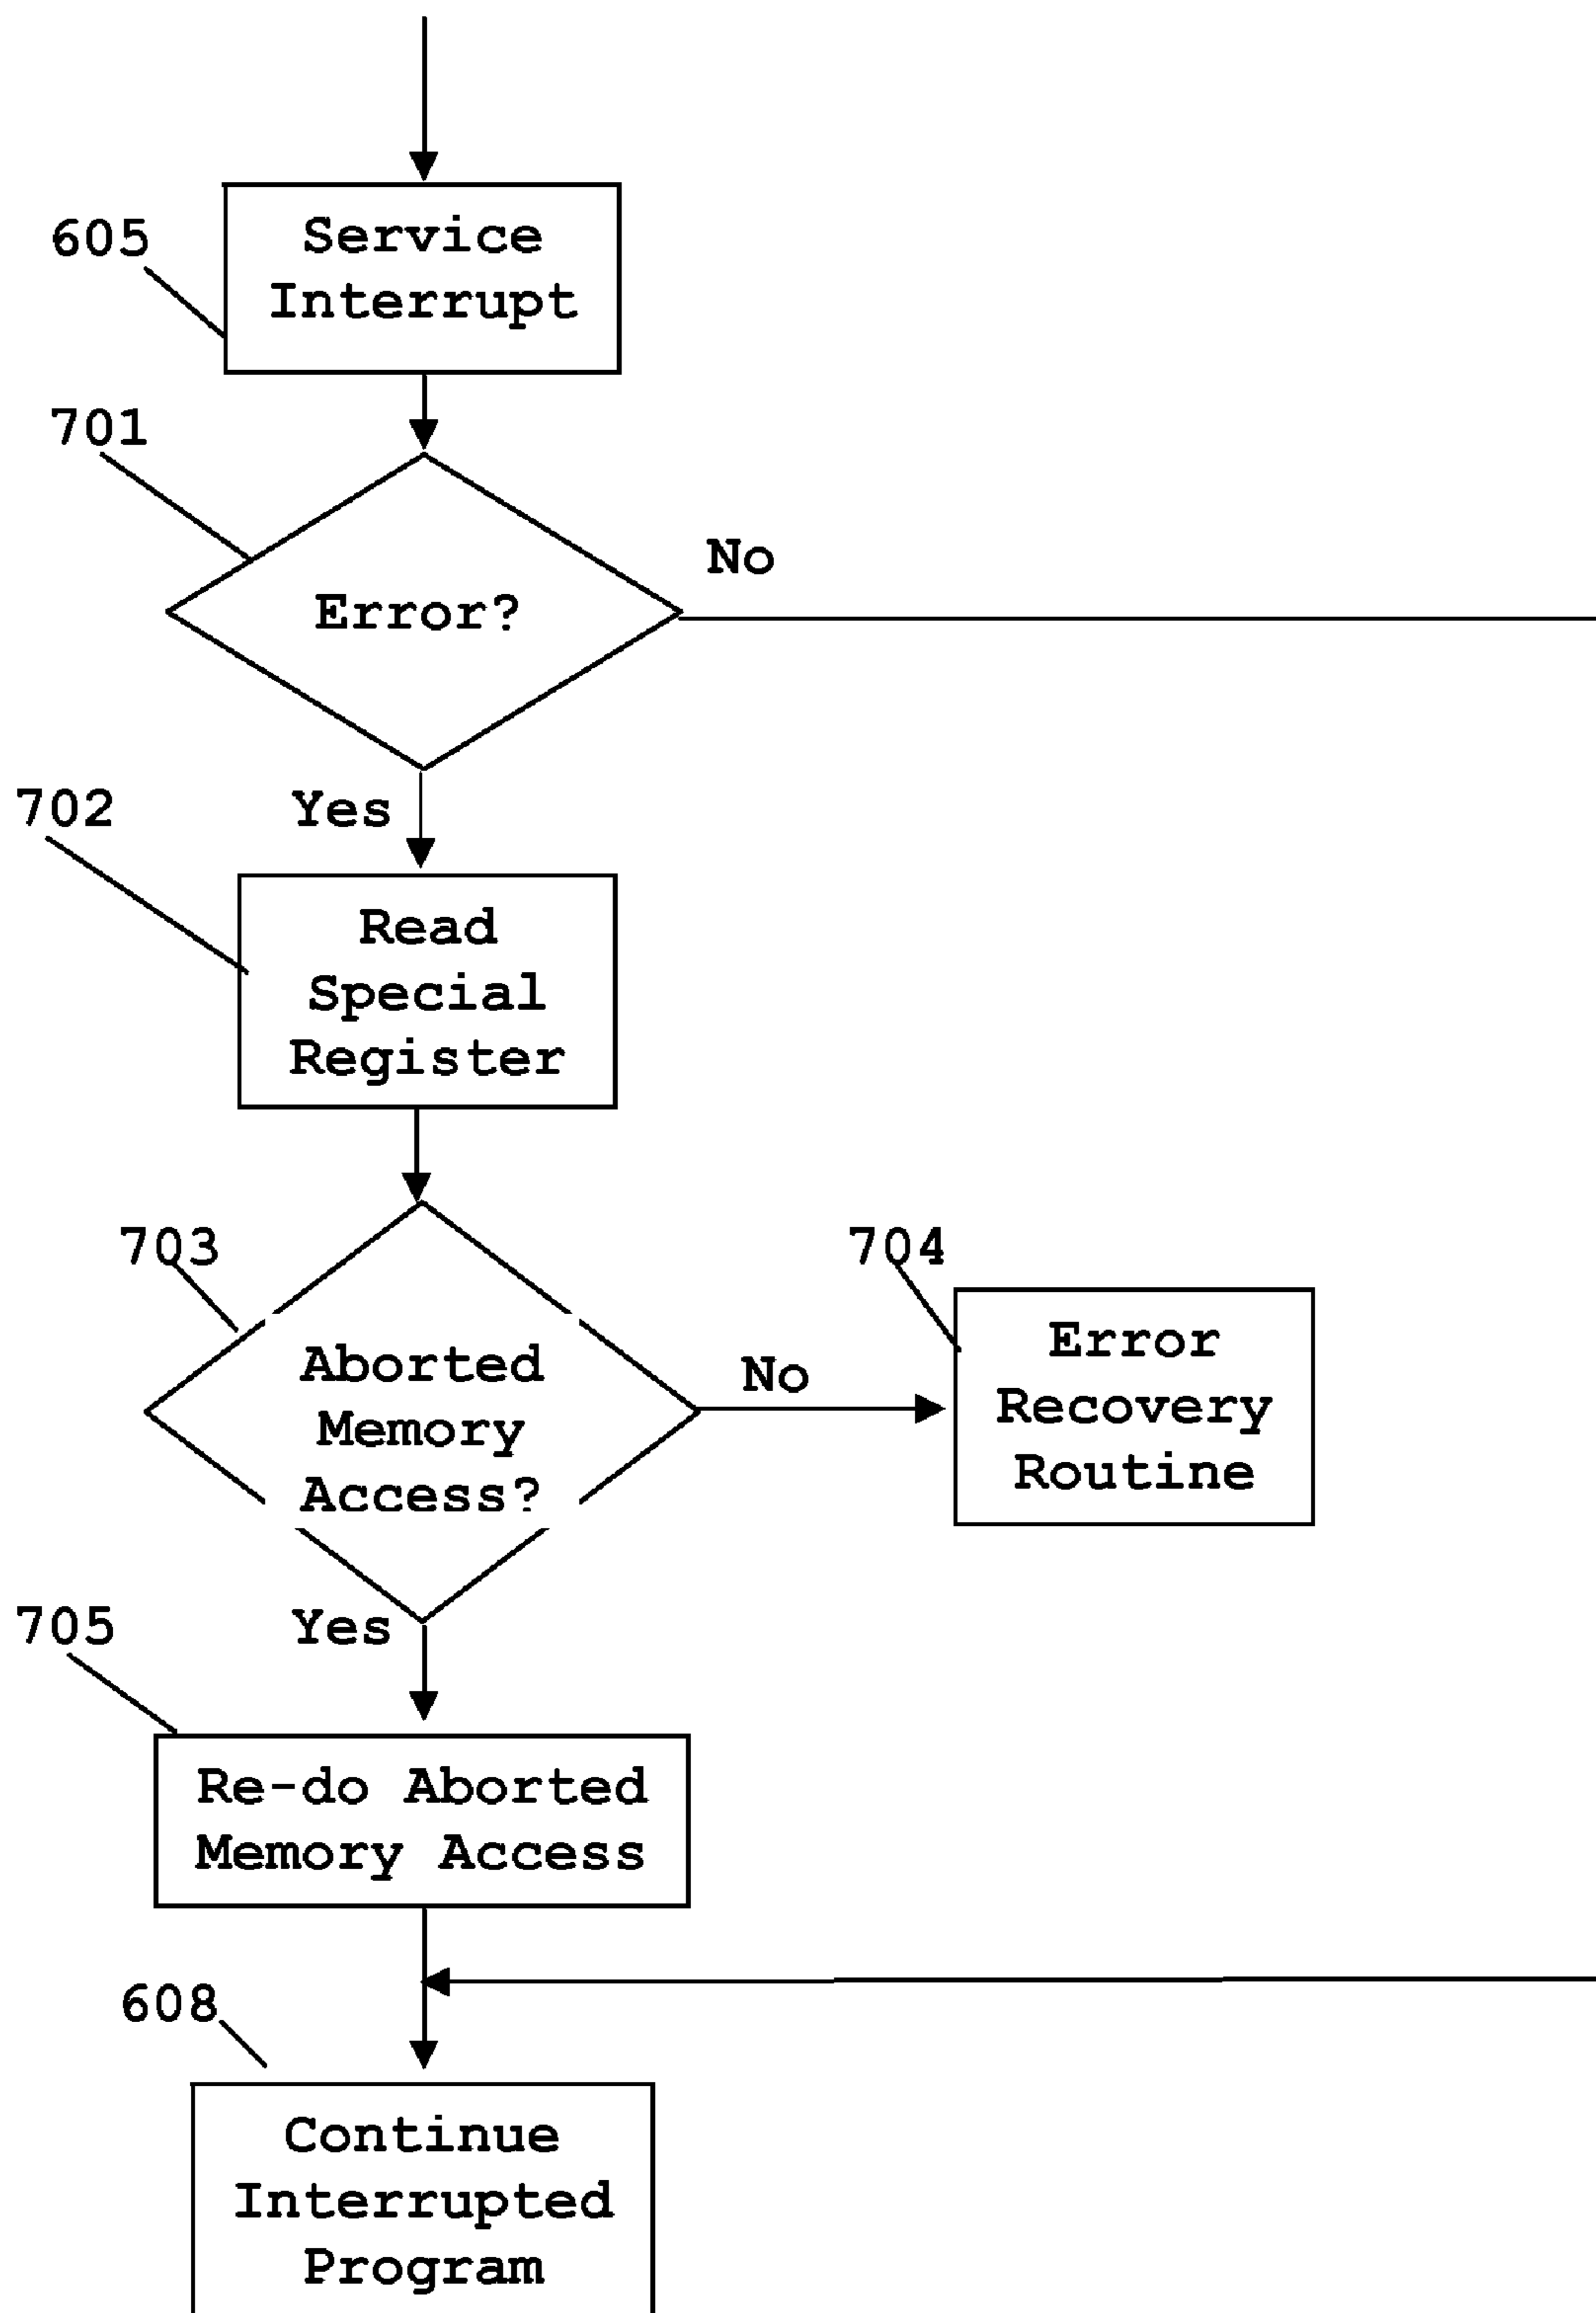 605
Service
Interrupt
701
No
Error?
702
Yes
Read
Special
Register
703
704
Aborted
Memory
Access?
No
Error
Recovery
Routine
705
Yes
Re-do Aborted
Memory Access
608
Continue
Interrupted
Program